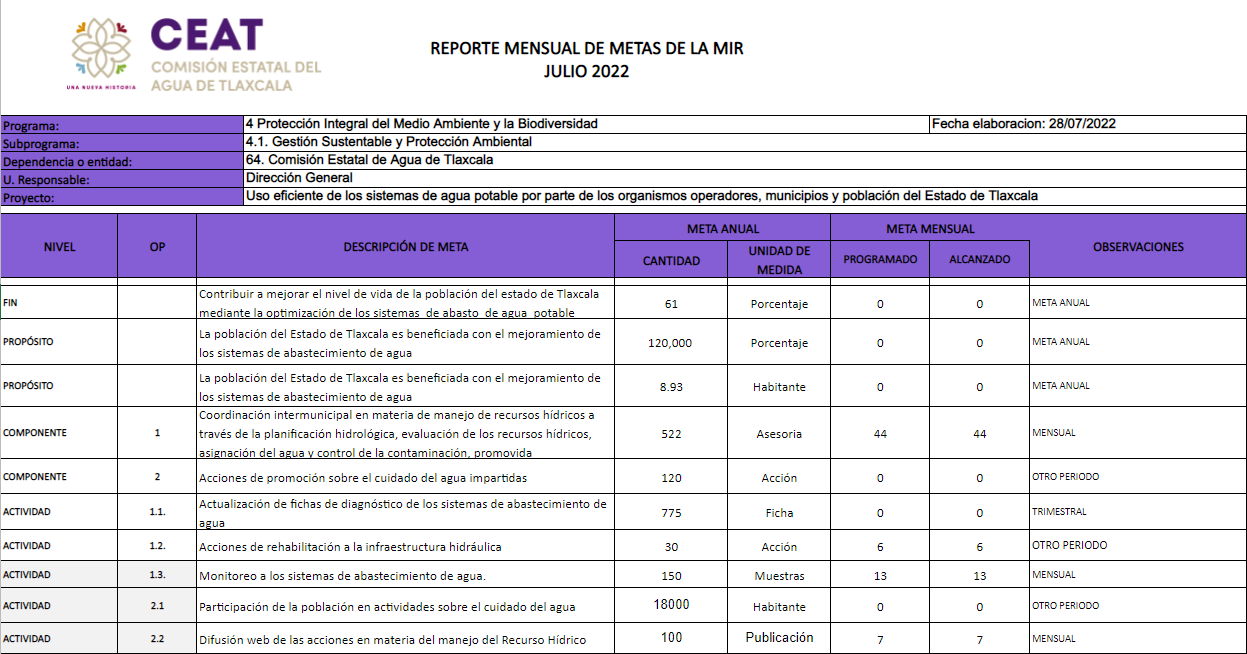 CEAT
COMISIÓN ESTATAL DEL
AGUA DE TLAXCALA
UNA NUEVA HISTORIA
REPORTE MENSUAL DE METAS DE LA MIR
JULIO 2022
Programa: 4 Protección Integral del Medio Ambiente y la Biodiversidad Fecha elaboracion: 28/07/2022
Subprograma: 4.1. Gestión Sustentable y Protección Ambiental
Dependencia o entidad: 64. Comisión Estatal de Agua de Tlaxcala
U. Responsable: Dirección General
Proyecto: Uso eficiente de los sistemas de agua potable por parte de los organismos operadores, municipios y población del Estado de Tlaxcala
NIVEL OP DESCRIPCIÓN DE META META ANUAL META MENSUAL OBSERVACIONES
CANTIDAD UNIDAD DE MEDIDA PROGRAMADO ALCANZADO
FIN Contribuir a mejorar el nivel de vida de la población del estado de Tlaxcala
mediante la optimización de los sistemas de abasto de agua potable 61 Porcentaje 0 0 META ANUAL
PROPÓSITO La población del Estado de Tlaxcala es beneficiada con el mejoramiento de
los sistemas de abastecimiento de agua 120,000 Porcentaje 0 0 META ANUAL
PROPÓSITO La población del Estado de Tlaxcala es beneficiada con el mejoramiento de
los sistemas de abastecimiento de agua 8.93 Habitante 0 0 META ANUAL
COMPONENTE 1 Coordinación intermunicipal en materia de manejo de recursos hídricos a
través de la planificación hidrológica, evaluación de los recursos hídricos,
asignación del agua y control de la contaminación, promovida 522 Asesoria 44 44 MENSUAL
COMPONENTE 2 Acciones de promoción sobre el cuidado del agua impartidas 120 Acción 0 0 OTRO PERIODO
ACTIVIDAD 1.1. Actualización de fichas de diagnóstico de los sistemas de abastecimiento de
agua 775 Ficha 0 0 TRIMESTRAL
ACTIVIDAD 1.2. Acciones de rehabilitación a la infraestructura hidráulica 30 Acción 6 6 OTRO PERIODO
ACTIVIDAD 1.3. Monitoreo a los sistemas de abastecimiento de agua. 150 Muestras 13 13 MENSUAL
ACTIVIDAD 2.1 Participación de la población en actividades sobre el cuidado del agua 18000 Habitante 0 0 OTRO PERIODO
ACTIVIDAD 2.2 Difusión web de las acciones en materia del manejo del Recurso Hídrico 100 Publicación 7 7 MENSUAL